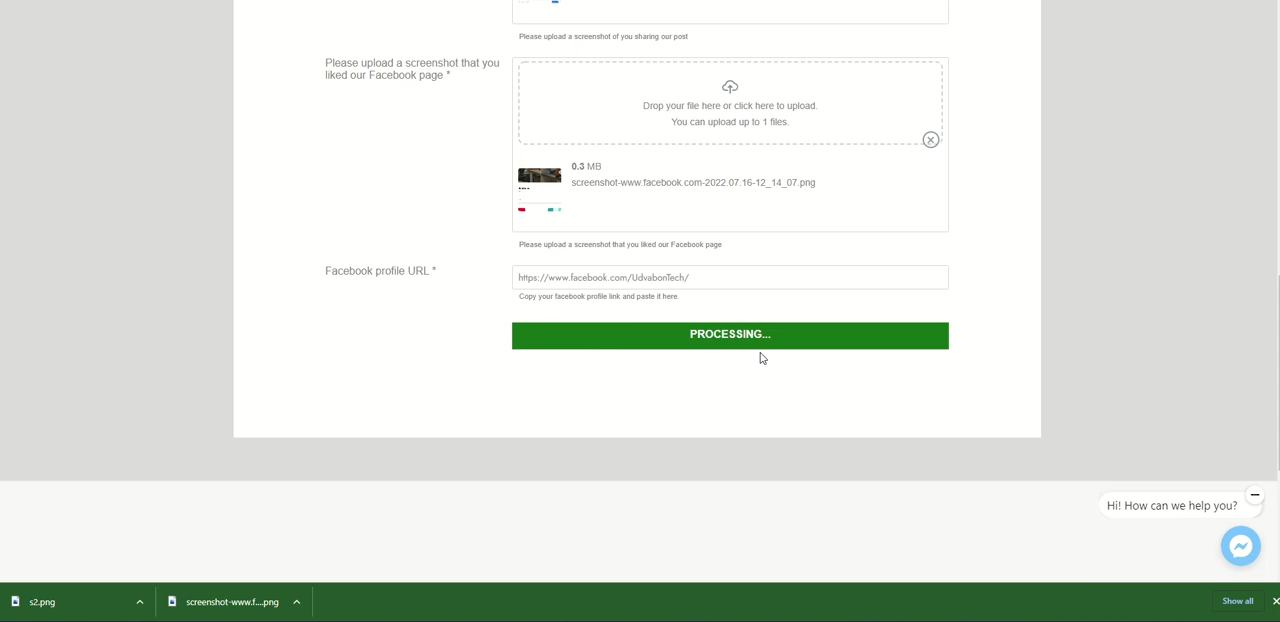 Please upload a screenshot of you sharing our post
Please upload a screenshot that you
liked our Facebook page *
Drop your file here or click here to upload.
You can upload up to 1 files.
0.3 MB
screenshot-www.facebook.com-2022.07.16-12_14_07.png
Please upload a screenshot that you liked our Facebook page
Facebook profile URL *
https://www.facebook.com/UdvabonTech/
Copy your facebook profile link and paste it here.
PROCESSING...
Hi! How can we help you?
s2.png
screenshot-www.f....png
Show all